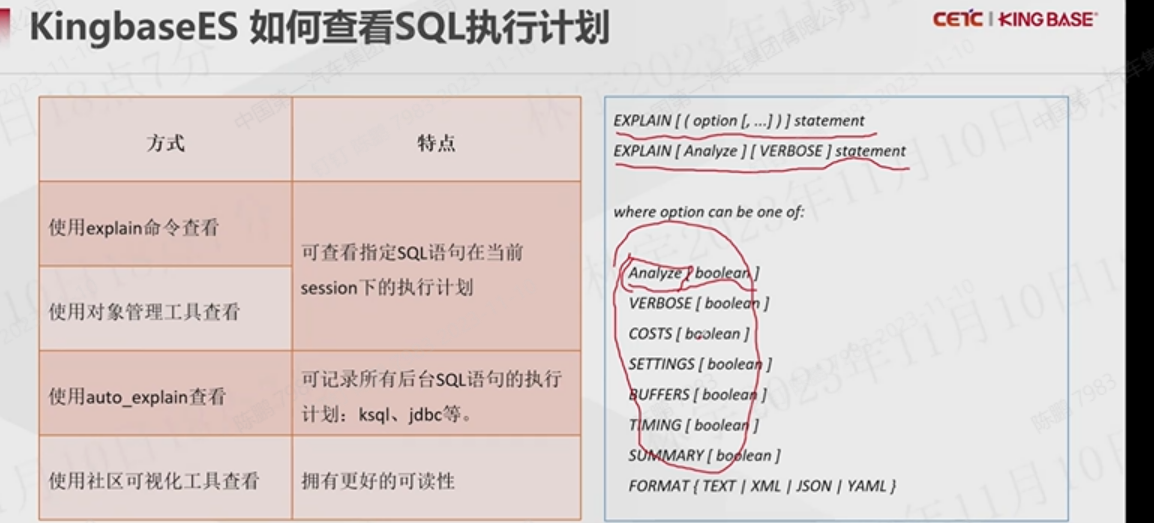 KingbaseES 如何查看SQL执行计划
CETC | KINGBASE
方式
特点
使用explain命令查看
可查看指定SQL语句在当前
session下的执行计划
使用对象管理工具查看
使用auto_explain查看
可记录所有后台SQL语句的执行
计划：ksql、jdbc等。
使用社区可视化工具查看
拥有更好的可读性
EXPLAIN [ ( option [, ...] ) ] statement
EXPLAIN [ Analyze ] [ VERBOSE ] statement
where option can be one of:
Analyze [ boolean ]
VERBOSE [ boolean ]
COSTS [ boolean ]
SETTINGS [ boolean ]
BUFFERS [ boolean ]
TIMING [ boolean ]
SUMMARY [ boolean ]
FORMAT { TEXT | XML | JSON | YAML }